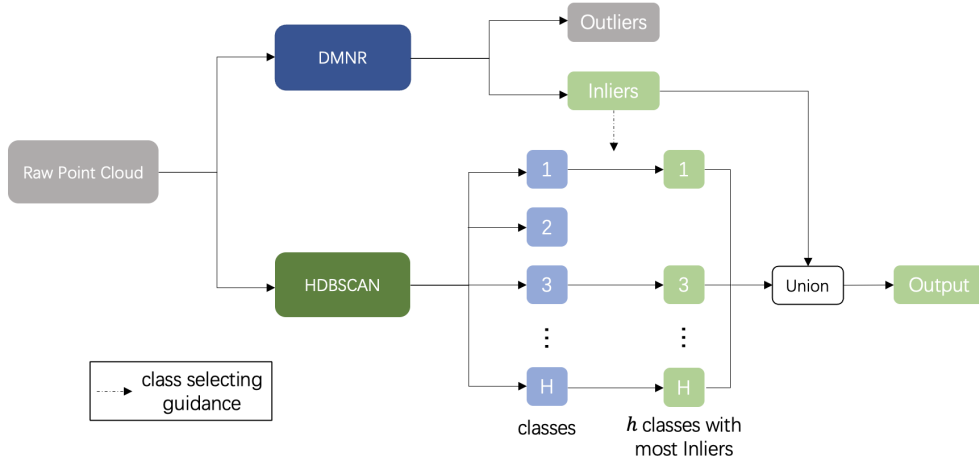 Outliers
DMNR
Inliers
Raw Point Cloud
1
1
2
HDBSCAN
3
3
Union
Output
⋮
⋮
class selecting
guidance
H
H
classes
h classes with
most Inliers